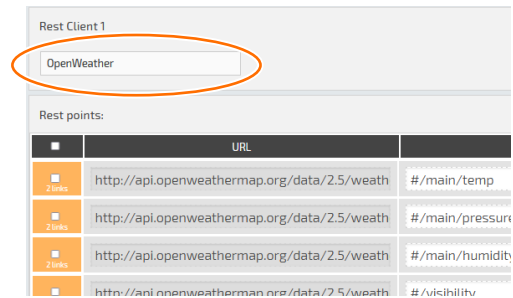 Rest Client 1
OpenWeather
Rest points:
URL
2 links
http://api.openweathermap.org/data/2.5/weath #/main/temp
2 links
http://api.openweathermap.org/data/2.5/weath #/main/pressure
2 links
http://api.openweathermap.org/data/2.5/weath #/main/humidity
http://api.openweathermap.org/data/2.5/weath #/visibility